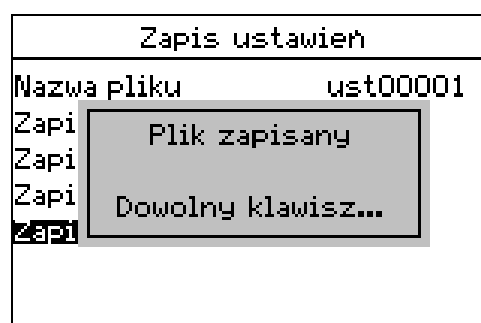 Zapis ustawień
Nazwa pliku ust00001
Zapi
Plik zapisany
Zapi
Zapi
Dowolny klawisz...
Zapi